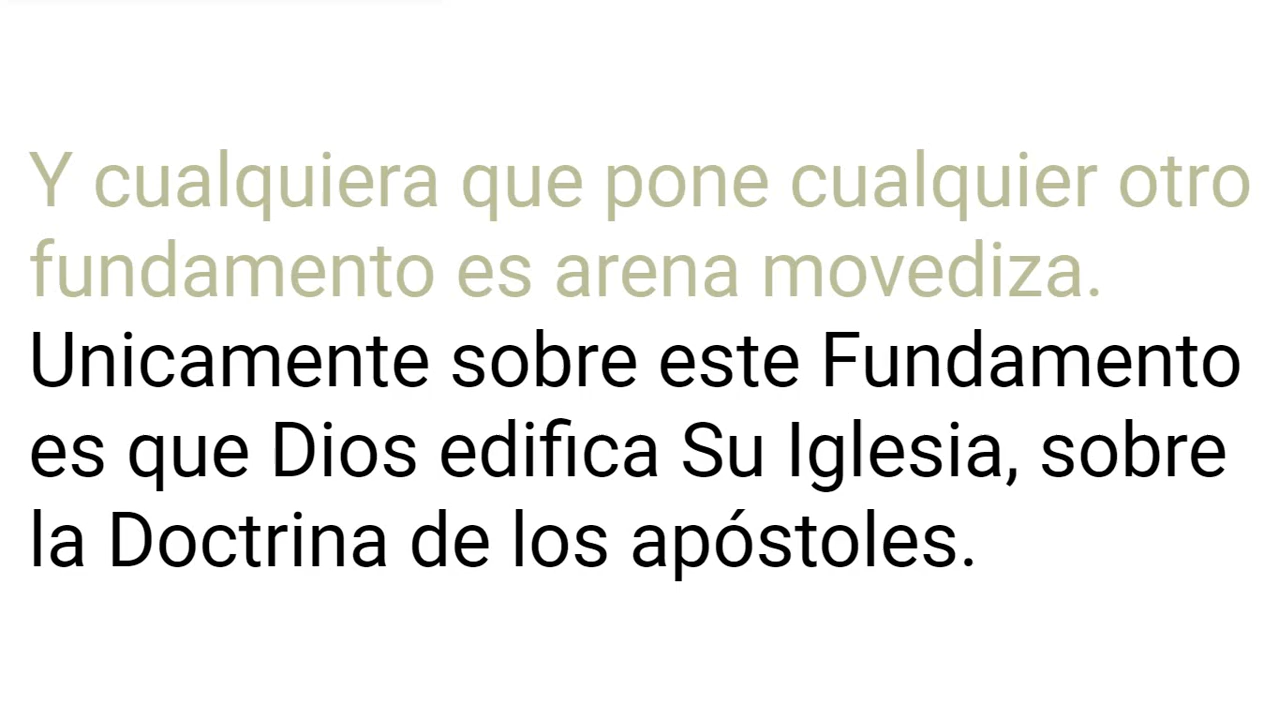 Y cualquiera que pone cualquier otro
fundamento es arena movediza.
Unicamente sobre este Fundamento
es que Dios edifica Su Iglesia, sobre
la Doctrina de los apóstoles.